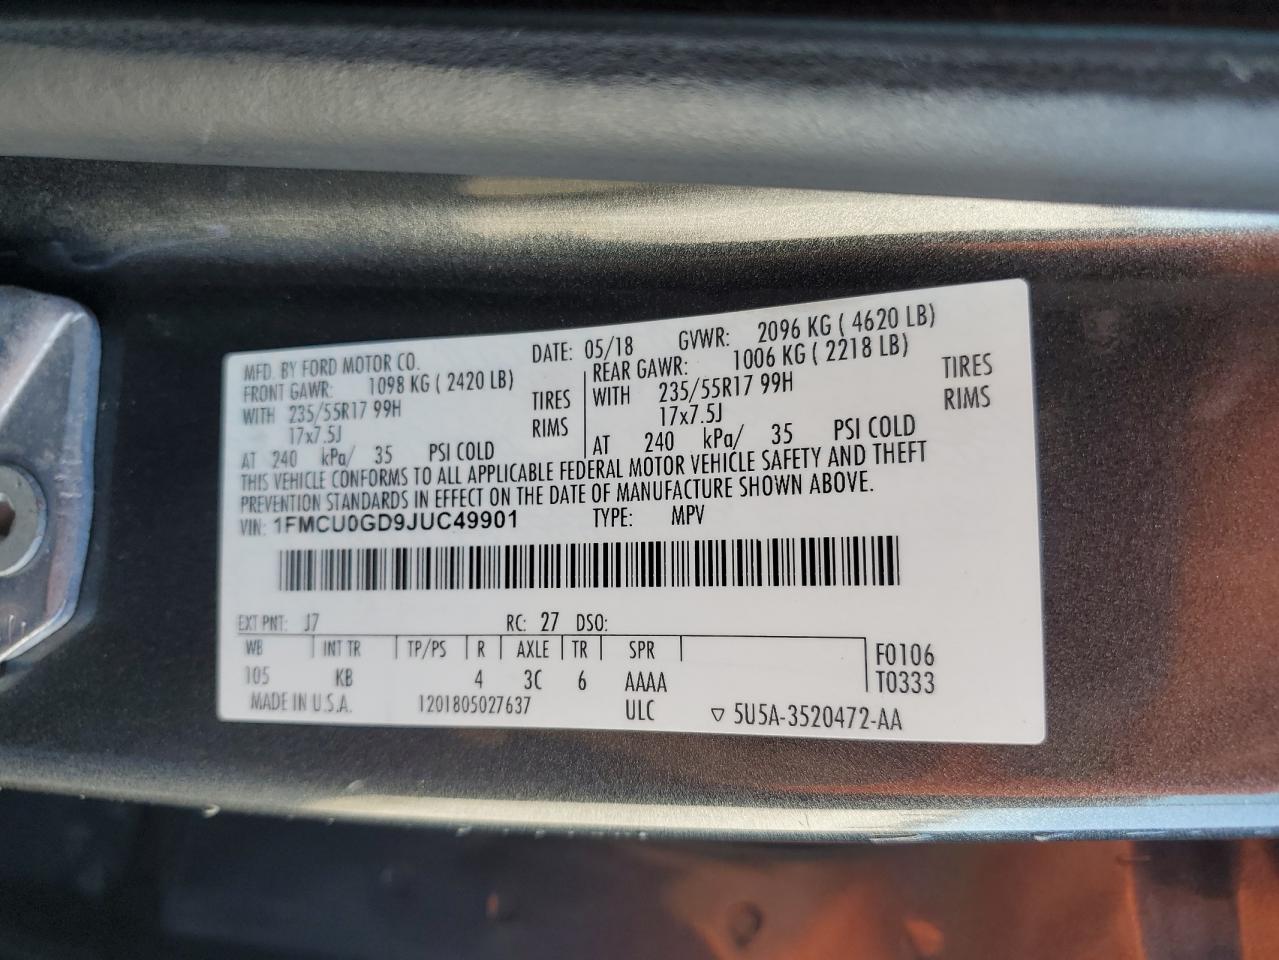 MFD. BY FORD MOTOR CO. DATE: 05/18 GVWR: 2096 KG ( 4620 LB)
FRONT GAWR: 1098 KG ( 2420 LB) REAR GAWR: 1006 KG ( 2218 LB)
WITH 235/55R17 99H TIRES WITH 235/55R17 99H TIRES
17x7.5J RIMS 17x7.5J RIMS
AT 240 kPa/ 35 PSI COLD AT 240 kPa/ 35 PSI COLD
THIS VEHICLE CONFORMS TO ALL APPLICABLE FEDERAL MOTOR VEHICLE SAFETY AND THEFT
PREVENTION STANDARDS IN EFFECT ON THE DATE OF MANUFACTURE SHOWN ABOVE.
VIN: 1FMCU0GD9JUC49901 TYPE: MPV
EXT PNT: J7 RC: 27 DSO:
WB INT TR TP/PS R AXLE TR SPR F0106
105 KB 4 3C 6 AAAA T0333
MADE IN U.S.A. 1201805027637 ULC ▽ 5U5A-3520472-AA